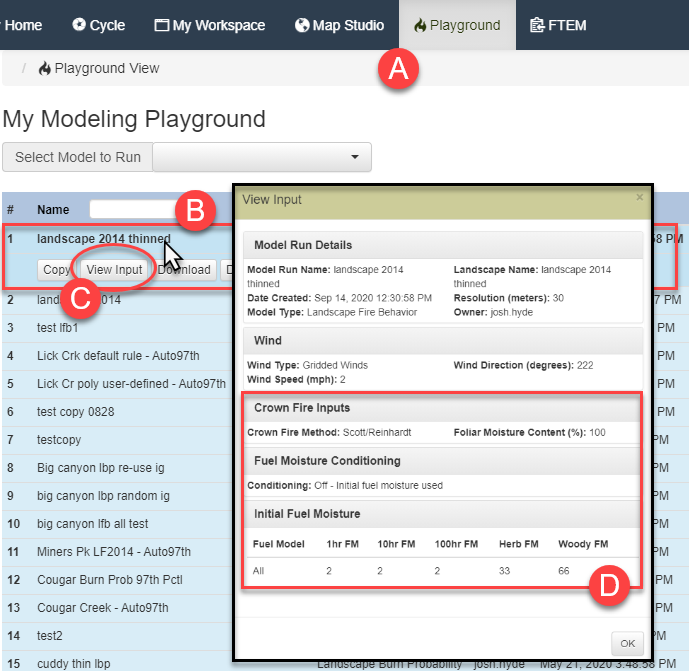 Home Cycle My Workspace Map Studio Playground FTEM
/ Playground View
A
My Modeling Playground
Select Model to Run
# Name
B
1 landscape 2014 thinned 58 PM
Copy View Input Download D
C
2 land 014 7 PM
3 test lfb1 PM
4 Lick Crk default rule - Auto97th PM
5 Lick Cr poly user-defined - Auto97th PM
6 test copy 0828 PM
7 testcopy PM
8 Big canyon lbp re-use ig PM
9 big canyon lbp random ig PM
10 big canyon lfb all test PM
11 Miners Pk LF2014 - Auto97th PM
12 Cougar Burn Prob 97th Pctl PM
13 Cougar Creek - Auto97th PM
14 test2 PM
15 cuddy thin lbp Landscape Burn Probability josh.hyde May 21, 2020 3:48:58 PM
View Input ×
Model Run Details
Model Run Name: landscape 2014 thinned
Landscape Name: landscape 2014 thinned
Date Created: Sep 14, 2020 12:30:58 PM Resolution (meters): 30
Model Type: Landscape Fire Behavior Owner: josh.hyde
Wind
Wind Type: Gridded Winds Wind Direction (degrees): 222
Wind Speed (mph): 2
Crown Fire Inputs
Crown Fire Method: Scott/Reinhardt Foliar Moisture Content (%): 100
Fuel Moisture Conditioning
Conditioning: Off - Initial fuel moisture used
Initial Fuel Moisture
Fuel Model 1hr FM 10hr FM 100hr FM Herb FM Woody FM
All 2 2 2 33 66
D
OK